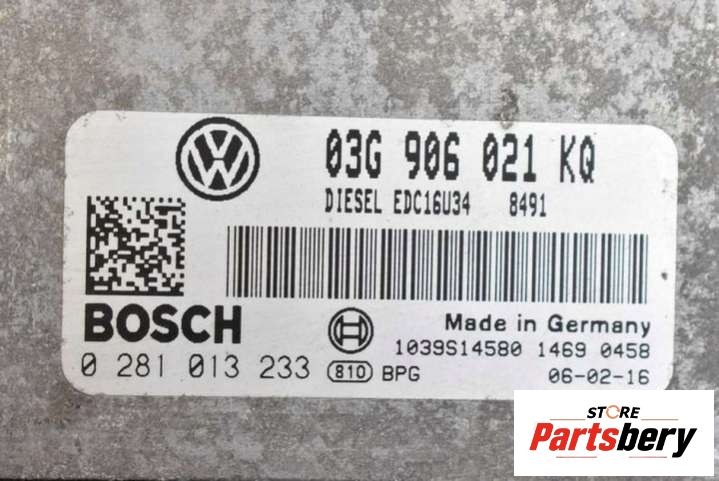 VW
03G 906 021 KQ
DIESEL EDC16U34 8491
BOSCH
Made in Germany
1039S14580 1469 0458
0 281 013 233 810 BPG
06-02-16
STORE
Partsbery